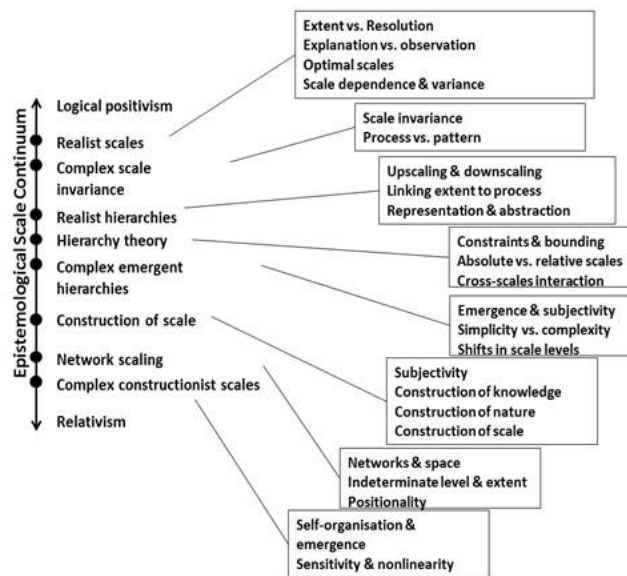 Extent vs. Resolution
Explanation vs. observation
Optimal scales
Scale dependence & variance
Epistemological Scale Continuum
Logical positivism
Realist scales
Complex scale
invariance
Realist hierarchies
Hierarchy theory
Complex emergent
hierarchies
Construction of scale
Network scaling
Complex constructionist scales
Relativism
Scale invariance
Process vs. pattern
Upscaling & downscaling
Linking extent to process
Representation & abstraction
Constraints & bounding
Absolute vs. relative scales
Cross-scales interaction
Emergence & subjectivity
Simplicity vs. complexity
Shifts in scale levels
Subjectivity
Construction of knowledge
Construction of nature
Construction of scale
Networks & space
Indeterminate level & extent
Positionality
Self-organisation &
emergence
Sensitivity & nonlinearity